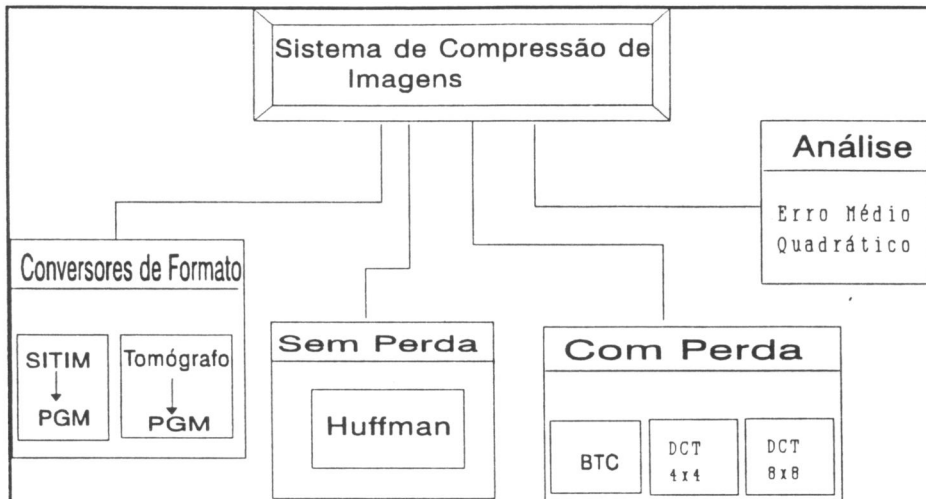 Sistema de Compressão de
Imagens
Análise
Erro Médio
Quadrático
Conversores de Formato
SITIM
PGM
Tomógrafo
PGM
Sem Perda
Huffman
Com Perda
BTC
DCT
4x4
DCT
8x8